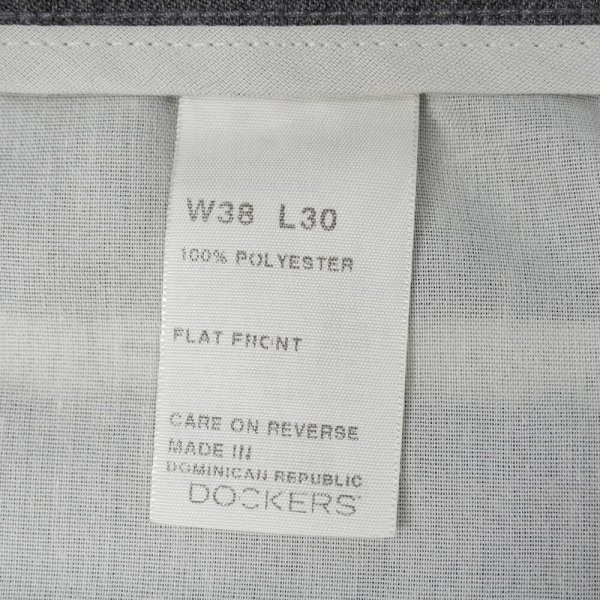 W38 L30
100% POLYESTER
FLAT FRONT
CARE ON REVERSE
MADE IN
DOMINICAN REPUBLIC
DOCKERS